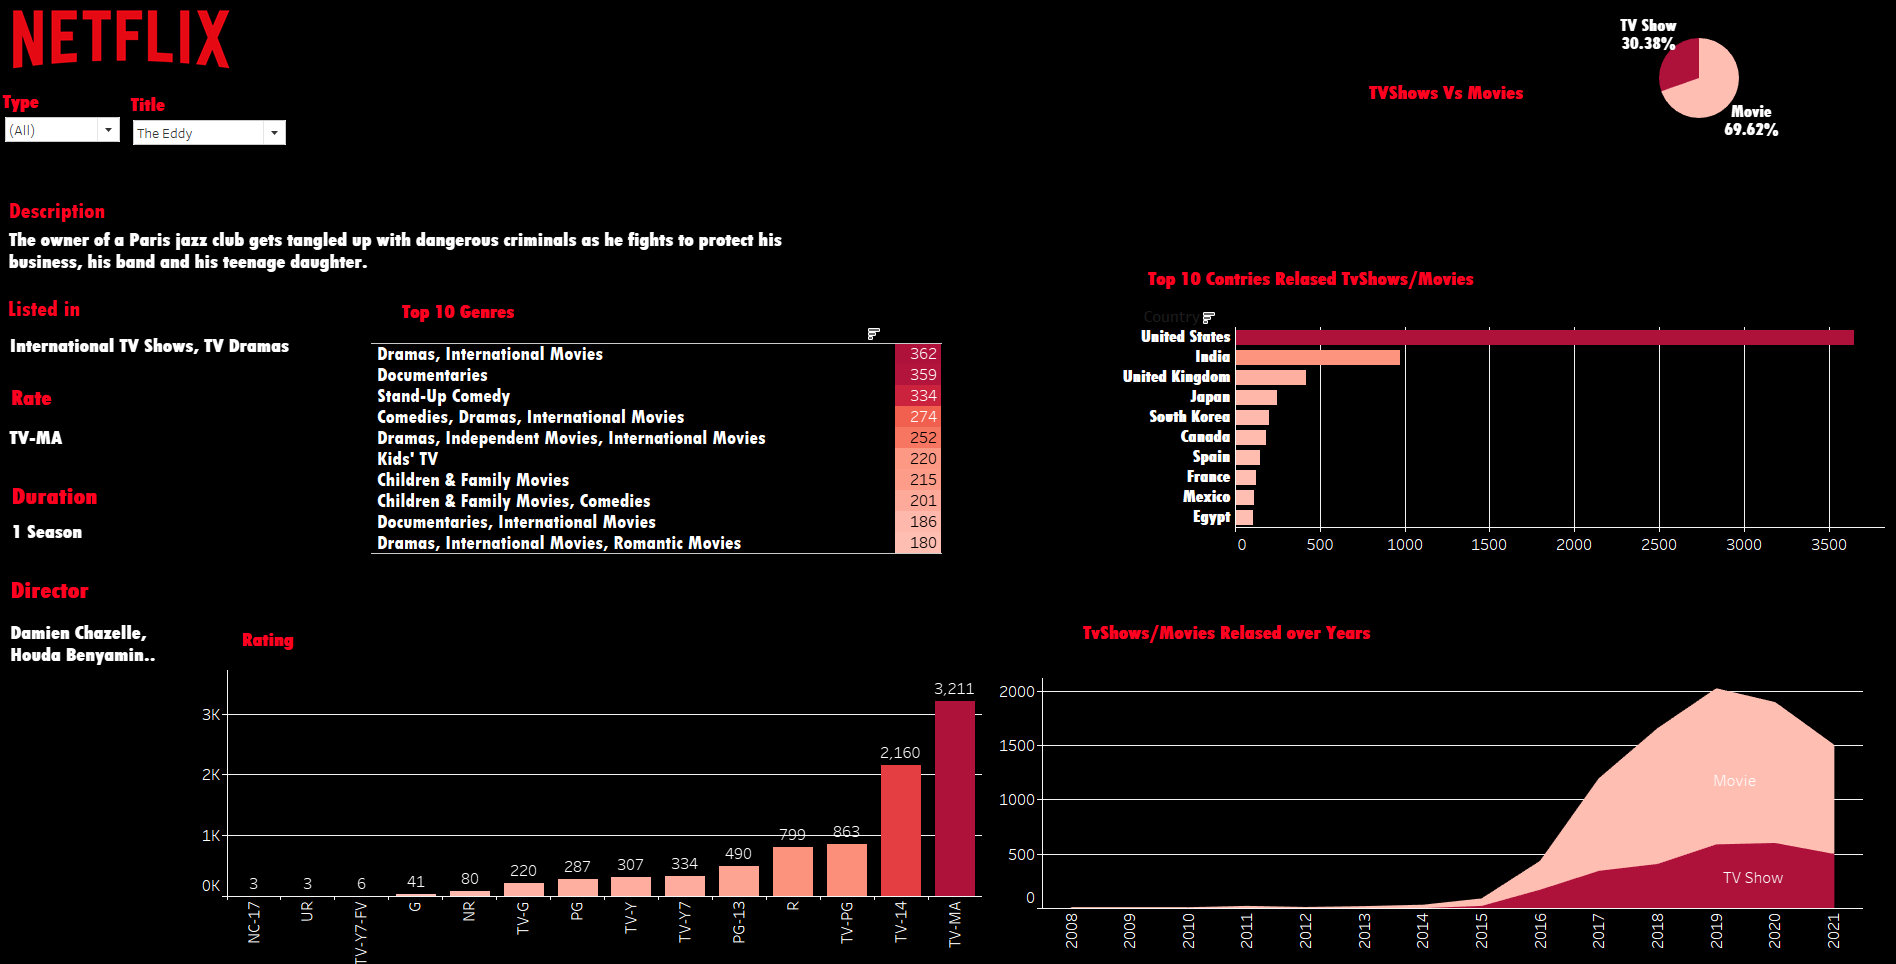 NETFLIX
Type
(All)
Title
The Eddy
TVShows Vs Movies
TV Show
30.38%
Movie
69.62%
Description
The owner of a Paris jazz club gets tangled up with dangerous criminals as he fights to protect his
business, his band and his teenage daughter.
Listed in
International TV Shows, TV Dramas
Rate
TV-MA
Duration
1 Season
Director
Damien Chazelle,
Houda Benyamin..
Top 10 Genres
Dramas, International Movies 362
Documentaries 359
Stand-Up Comedy 334
Comedies, Dramas, International Movies 274
Dramas, Independent Movies, International Movies 252
Kids' TV 220
Children & Family Movies 215
Children & Family Movies, Comedies 201
Documentaries, International Movies 186
Dramas, International Movies, Romantic Movies 180
Top 10 Contries Relased TvShows/Movies
Country
United States
India
United Kingdom
Japan
South Korea
Canada
Spain
France
Mexico
Egypt
0 500 1000 1500 2000 2500 3000 3500
Rating
3K
2K
1K
0K
3 3 6 41 80 220 287 307 334 490 799 863 2,160 3,211
NC-17 UR TV-Y7-FV G NR TV-G PG TV-Y TV-Y7 PG-13 R TV-PG TV-14 TV-MA
TvShows/Movies Relased over Years
2000
1500
1000
500
0
Movie
TV Show
2008 2009 2010 2011 2012 2013 2014 2015 2016 2017 2018 2019 2020 2021